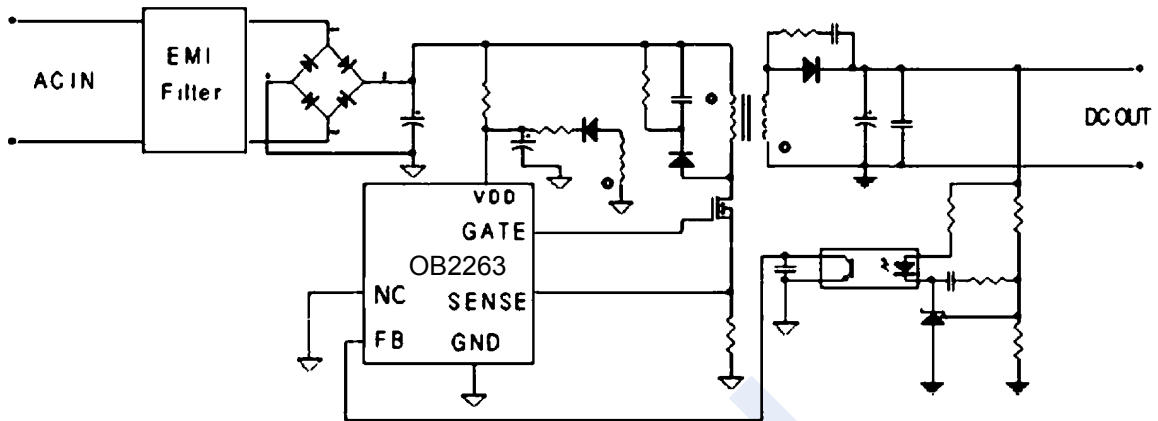 AC IN
EMI
Filter
DC OUT
VDD
GATE
OB2263
NC
SENSE
FB
GND